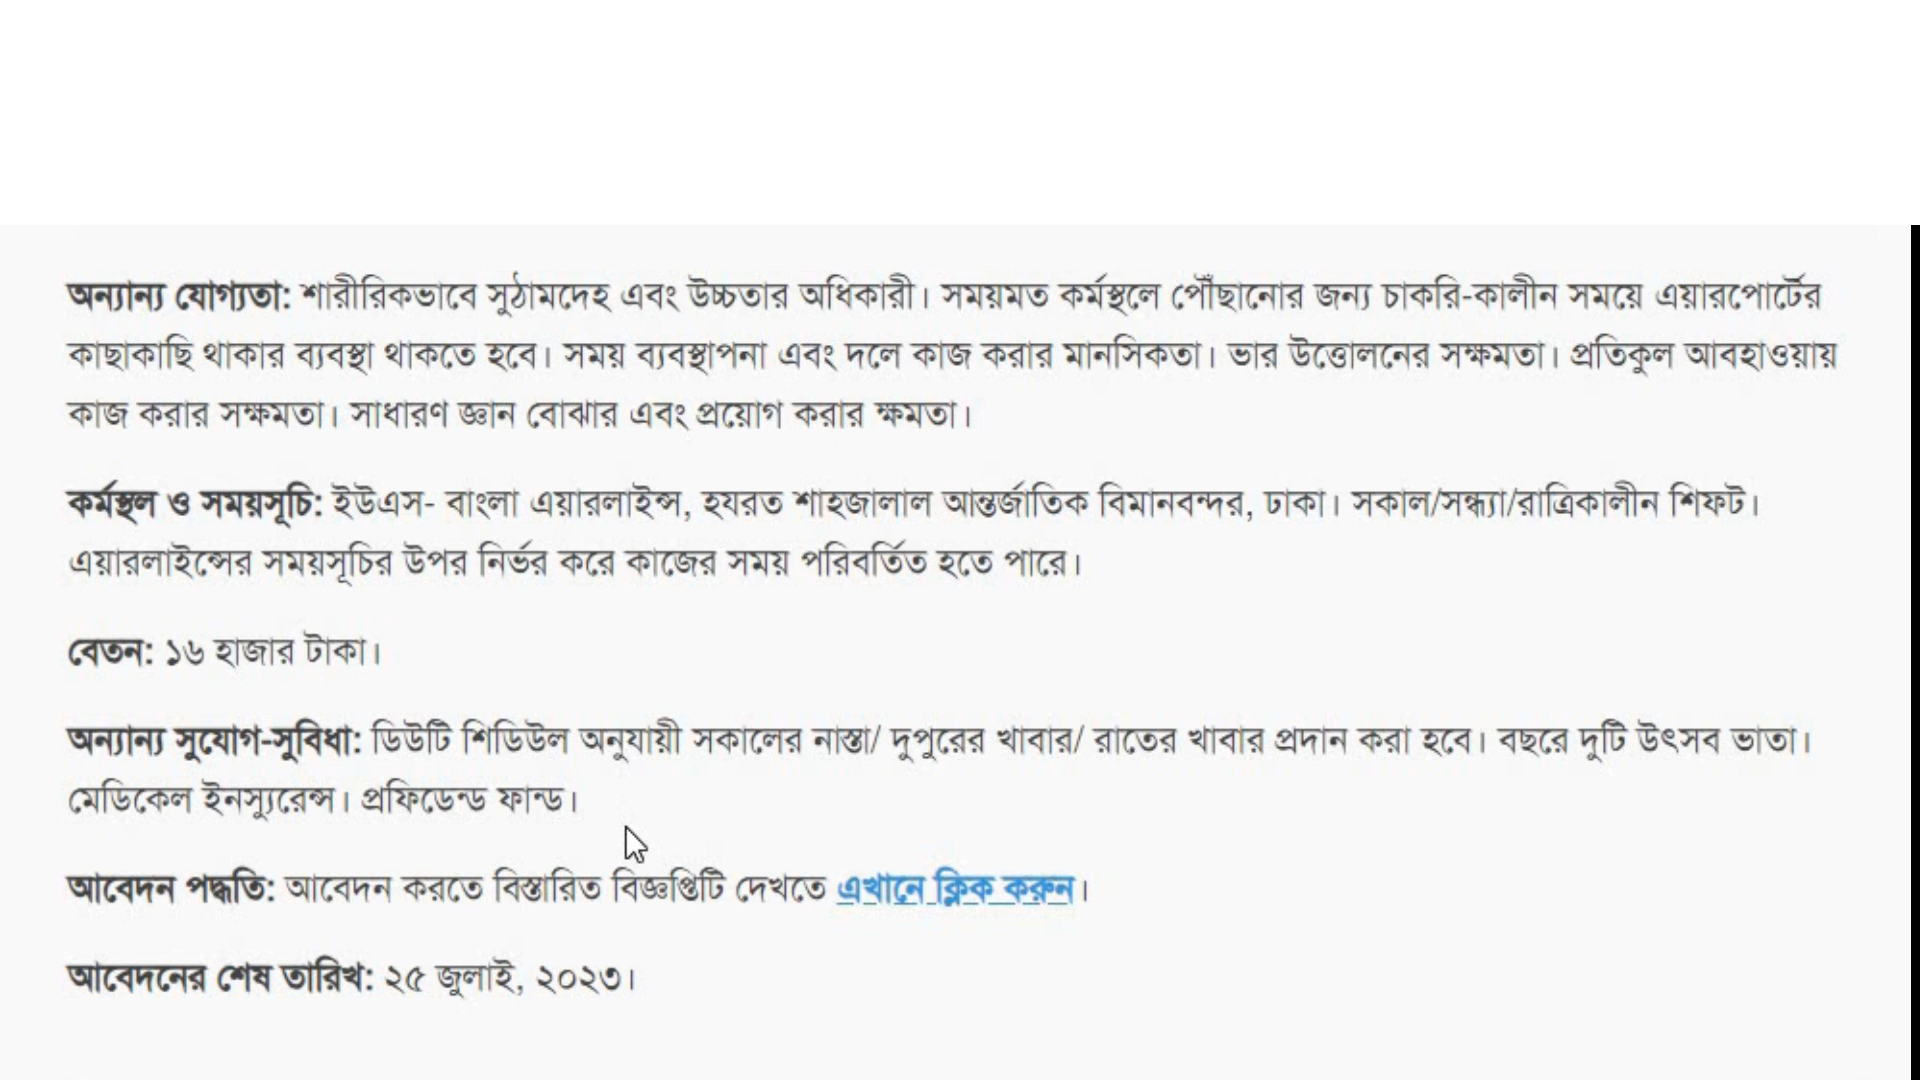 অন্যান্য যোগ্যতা: শারীরিকভাবে সুঠামদেহ এবং উচ্চতার অধিকারী। সময়মত কর্মস্থলে পৌঁছানোর জন্য চাকরি-কালীন সময়ে এয়ারপোর্টের
কাছাকাছি থাকার ব্যবস্থা থাকতে হবে। সময় ব্যবস্থাপনা এবং দলে কাজ করার মানসিকতা। ভার উত্তোলনের সক্ষমতা। প্রতিকুল আবহাওয়ায়
কাজ করার সক্ষমতা। সাধারণ জ্ঞান বোঝার এবং প্রয়োগ করার ক্ষমতা।
কর্মস্থল ও সময়সূচি: ইউএস- বাংলা এয়ারলাইন্স, হযরত শাহজালাল আন্তর্জাতিক বিমানবন্দর, ঢাকা। সকাল/সন্ধ্যা/রাত্রিকালীন শিফট।
এয়ারলাইন্সের সময়সূচির উপর নির্ভর করে কাজের সময় পরিবর্তিত হতে পারে।
বেতন: ১৬ হাজার টাকা।
অন্যান্য সুযোগ-সুবিধা: ডিউটি শিডিউল অনুযায়ী সকালের নাস্তা/ দুপুরের খাবার/ রাতের খাবার প্রদান করা হবে। বছরে দুটি উৎসব ভাতা।
মেডিকেল ইনস্যুরেন্স। প্রফিডেন্ড ফান্ড।
আবেদন পদ্ধতি: আবেদন করতে বিস্তারিত বিজ্ঞপ্তিটি দেখতে এখানে ক্লিক করুন।
আবেদনের শেষ তারিখ: ২৫ জুলাই, ২০২৩।